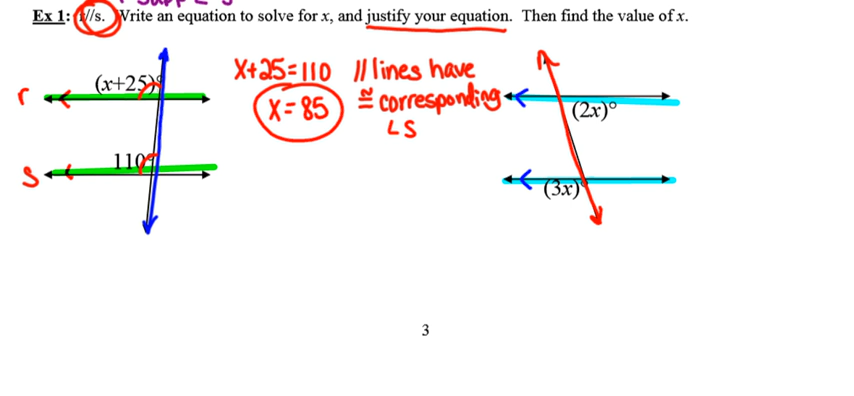 Ex 1: r//s. Write an equation to solve for x, and justify your equation. Then find the value of x.
(x+25)°
r
x+25=110 // lines have
x=85 ≅ corresponding
∠s
(2x)°
110°
s
(3x)°
3